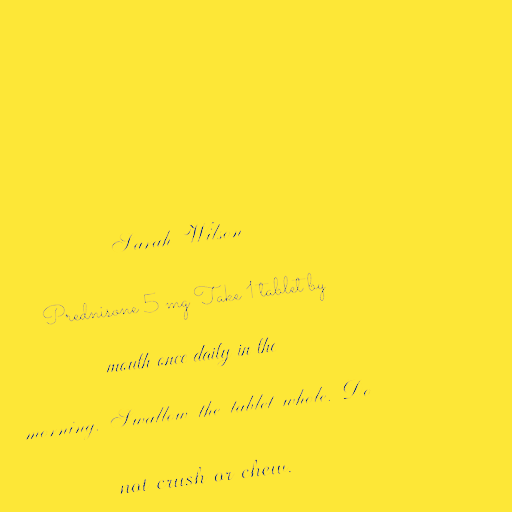 Sarah Wilson
Prednisone 5 mg Take 1 tablet by
mouth once daily in the
morning. Swallow the tablet whole. Do
not crush or chew.